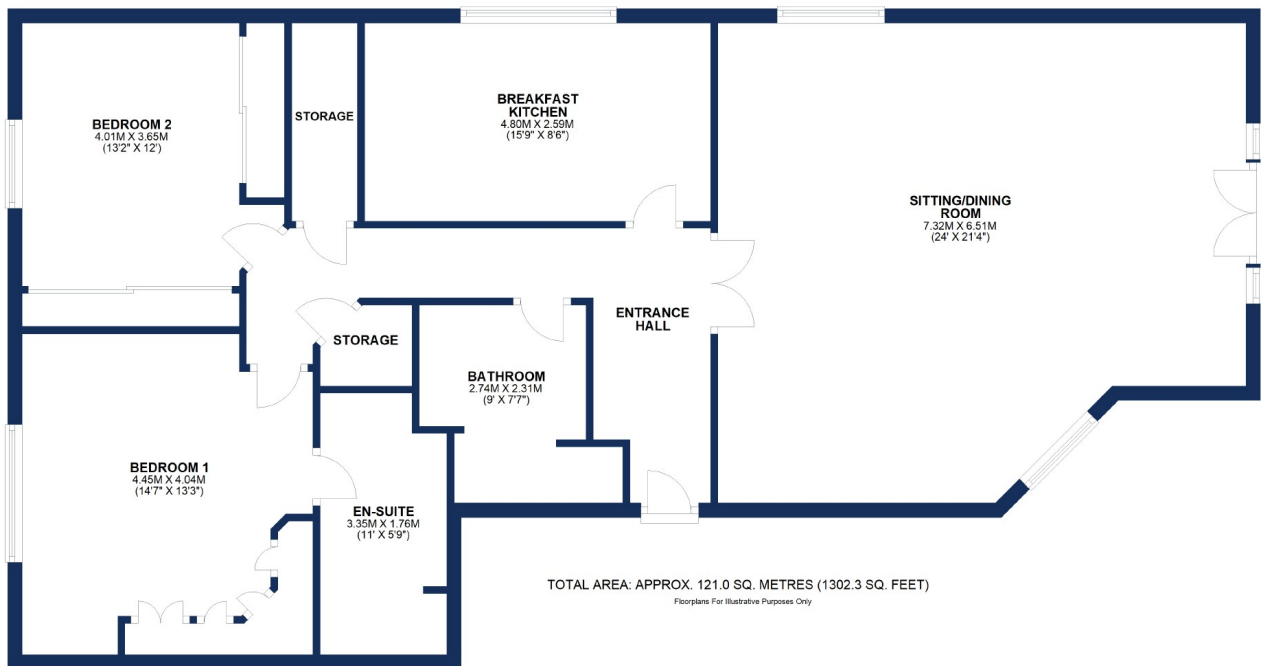 BEDROOM 2
4.01M X 3.65M
(13'2" X 12')
STORAGE
BREAKFAST
KITCHEN
4.80M X 2.59M
(15'9" X 8'6")
SITTING/DINING
ROOM
7.32M X 6.51M
(24' X 21'4")
ENTRANCE
HALL
STORAGE
BATHROOM
2.74M X 2.31M
(9' X 7'7")
BEDROOM 1
4.45M X 4.04M
(14'7" X 13'3")
EN-SUITE
3.35M X 1.76M
(11' X 5'9")
TOTAL AREA: APPROX. 121.0 SQ. METRES (1302.3 SQ. FEET)
Floorplans For Illustrative Purposes Only